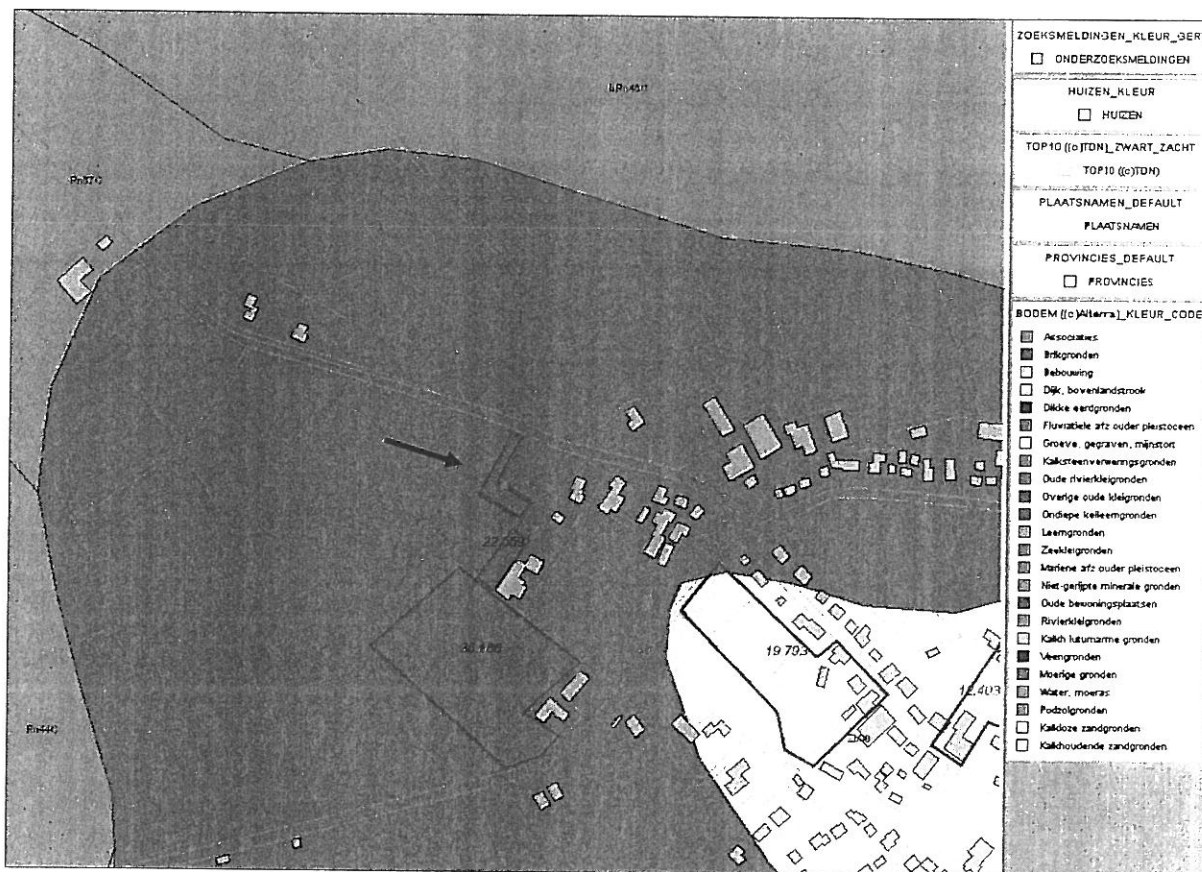 ZOEKSMELDINGEN_KLEUR_GER
ONDERZOEKSMELDINGEN
HUIZEN_KLEUR
HUIZEN
TOP10 ((c)TDN)_ZWART_ZACHT
TOP10 ((c)TDN)
PLAATSNAMEN_DEFAULT
PLAATSNAMEN
PROVINCIES_DEFAULT
PROVINCIES
BODEM ((c)Alterra)_KLEUR_CODE
Associaties
Brikgronden
Bebouwing
Dijk, bovenlandstrook
Dikke eerdgronden
Fluviatiele afz ouder pleistoceen
Groeve, gegraven, mijnstort
Kalksteenverweringsgronden
Oude rivierkleigronden
Overige oude kleigronden
Ondiepe keileemgronden
Leemgronden
Zeekleigronden
Mariene afz ouder pleistoceen
Niet-gerijpte minerale gronden
Oude bewoningsplaatsen
Rivierkleigronden
Kalkh lutumarme gronden
Veengronden
Moerige gronden
Water, moeras
Podzolgronden
Kalkloze zandgronden
Kalkhoudende zandgronden
19.793
12.403